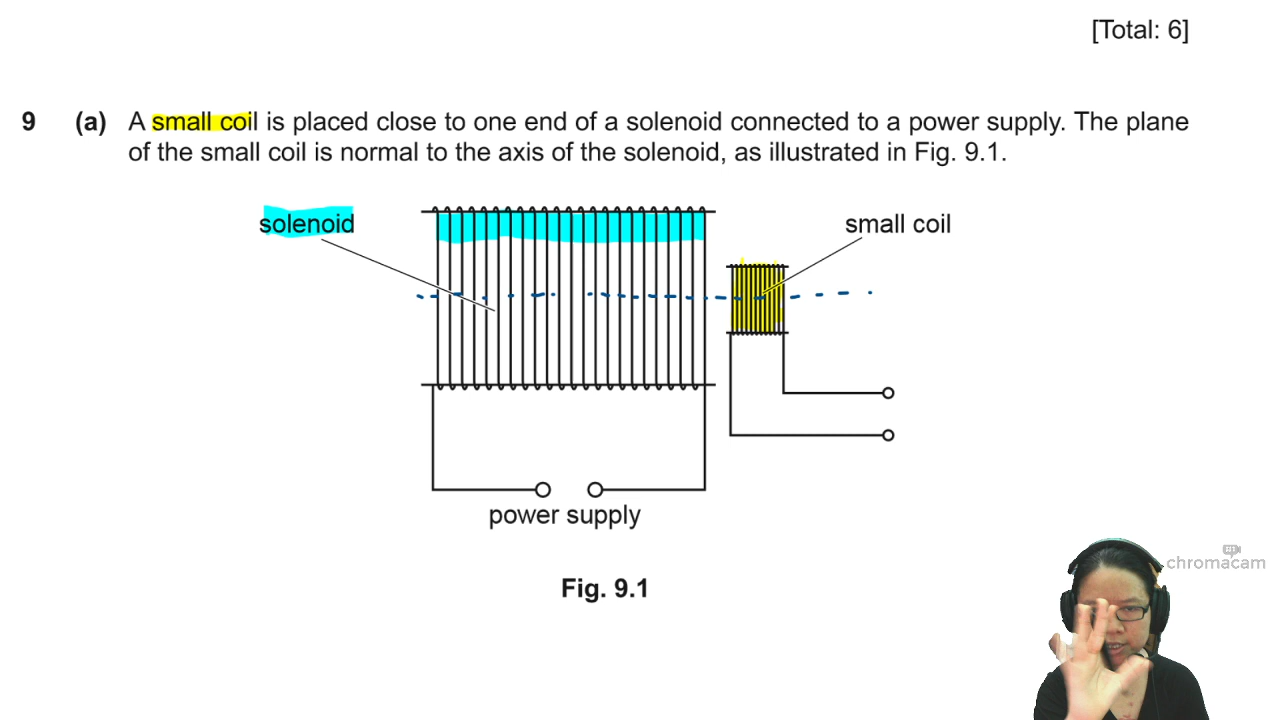 [Total: 6]
9 (a) A small coil is placed close to one end of a solenoid connected to a power supply. The plane
of the small coil is normal to the axis of the solenoid, as illustrated in Fig. 9.1.
solenoid
small coil
power supply
Fig. 9.1
chromacam